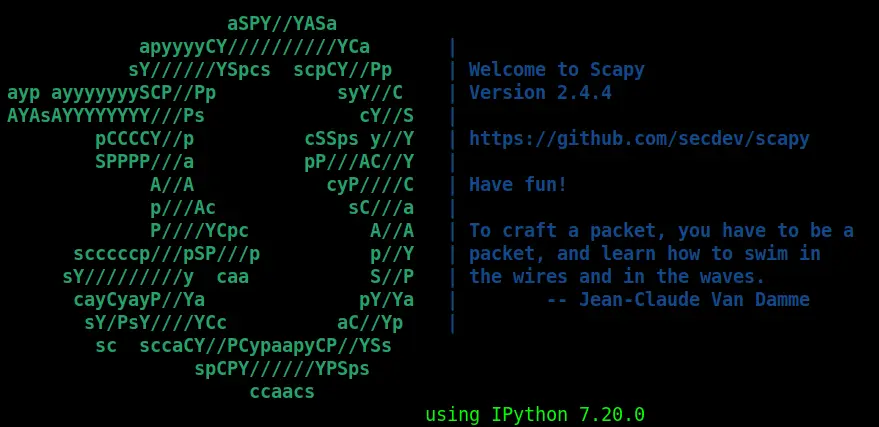 aSPY//YASa
            apyyyyCY//////////YCa       |
           sY//////YSpcs  scpCY//Pp     | Welcome to Scapy
ayp ayyyyyyySCP//Pp           syY//C    | Version 2.4.4
AYAsAYYYYYYYY///Ps              cY//S   |
        pCCCCY//p          cSSps y//Y   | https://github.com/secdev/scapy
        SPPPP///a          pP///AC//Y   |
             A//A            cyP////C   | Have fun!
             p///Ac            sC///a   |
             P////YCpc           A//A   | To craft a packet, you have to be a
      scccccp///pSP///p          p//Y   | packet, and learn how to swim in
     sY/////////y  caa           S//P   | the wires and in the waves.
      cayCyayP//Ya              pY/Ya   |        -- Jean-Claude Van Damme
       sY/PsY////YCc          aC//Yp    |
        sc  sccaCY//PCypaapyCP//YSs
                 spCPY//////YPSps
                      ccaacs
                                      using IPython 7.20.0